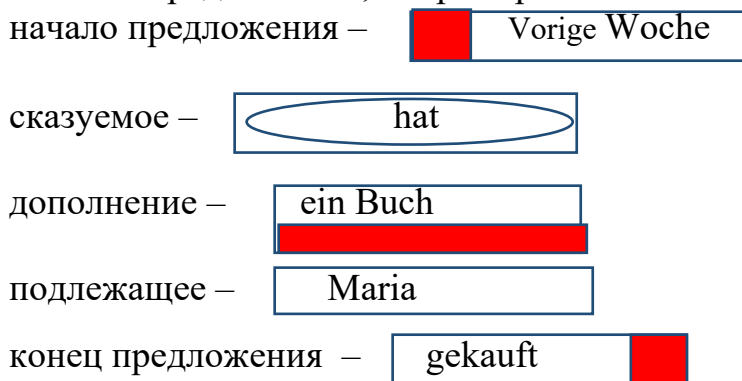 начало предложения – Vorige Woche
сказуемое – hat
дополнение – ein Buch
подлежащее – Maria
конец предложения – gekauft